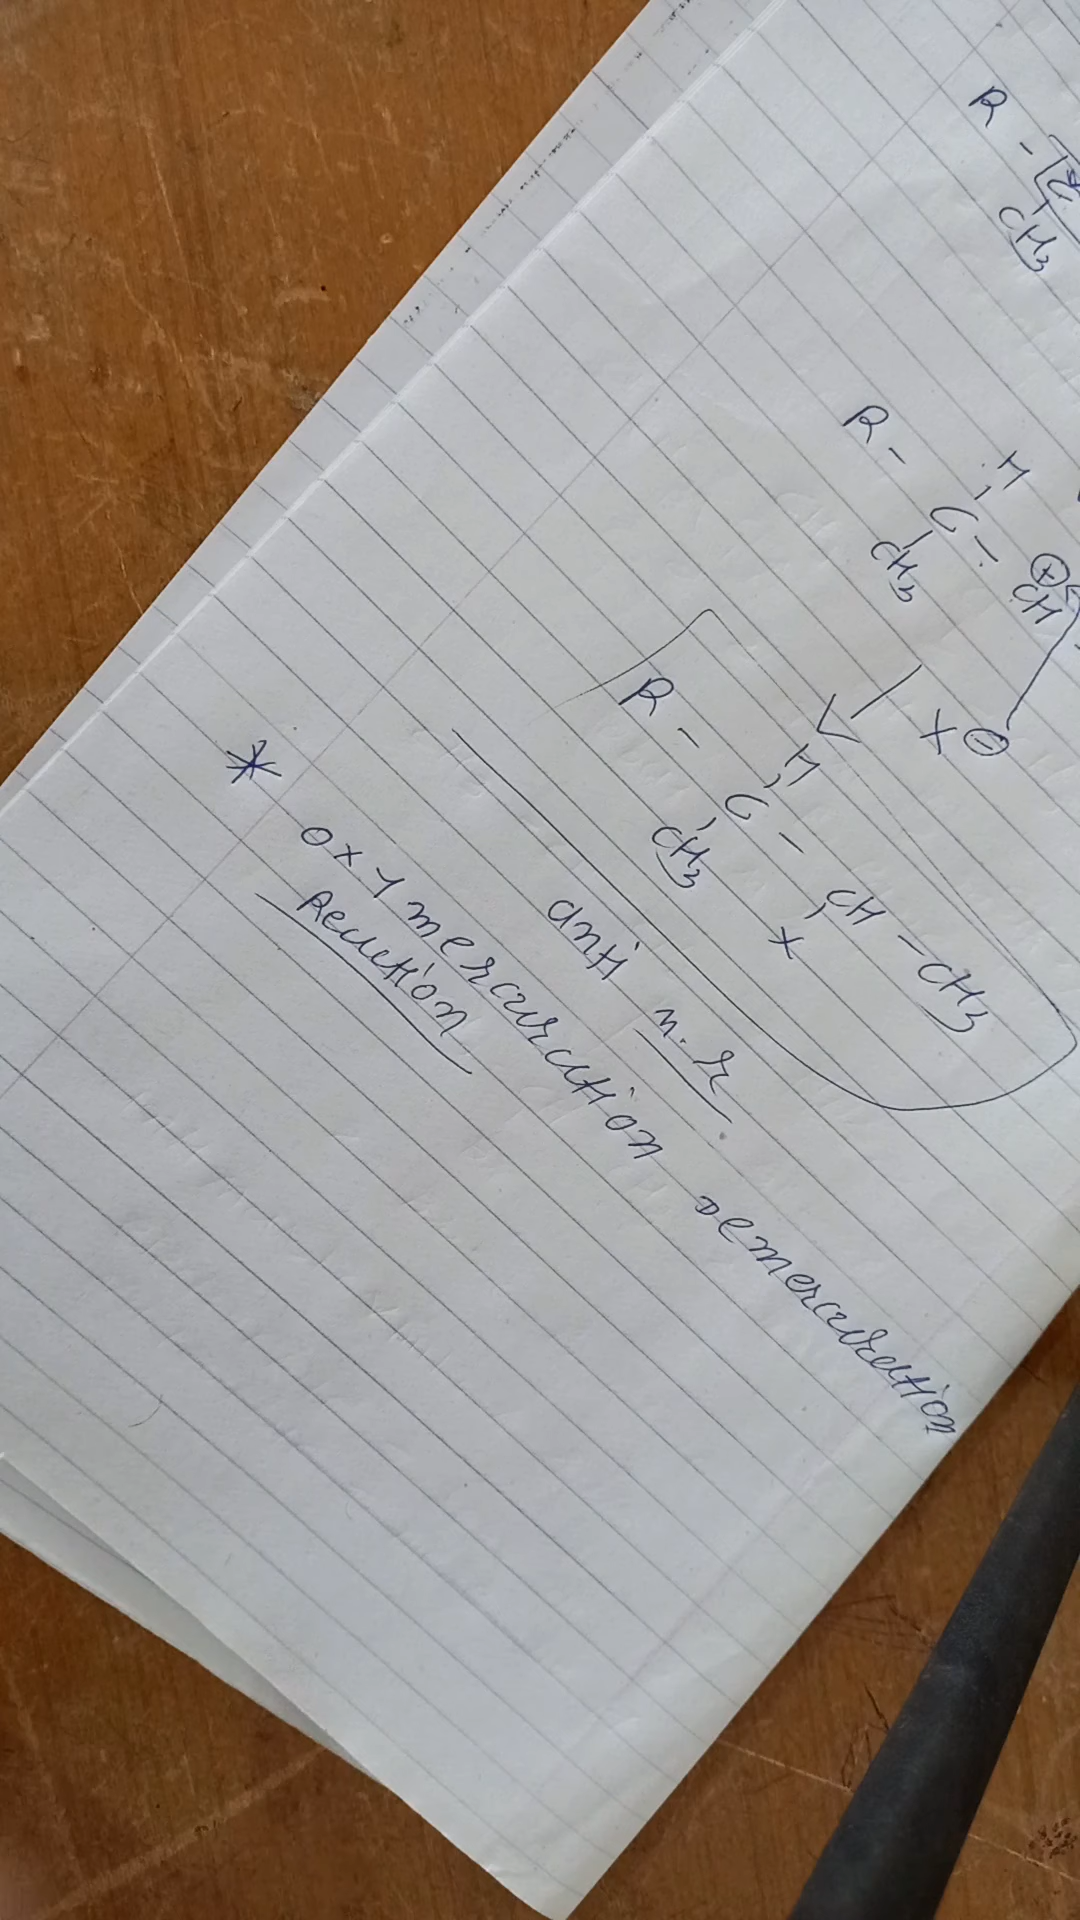 R - C
CH3
H
R - C - CH
CH3 ⊕
X ⊖
H
R - C - CH - CH3
CH3 X
anti m.r
* oxymercuration demercuration
Reaction